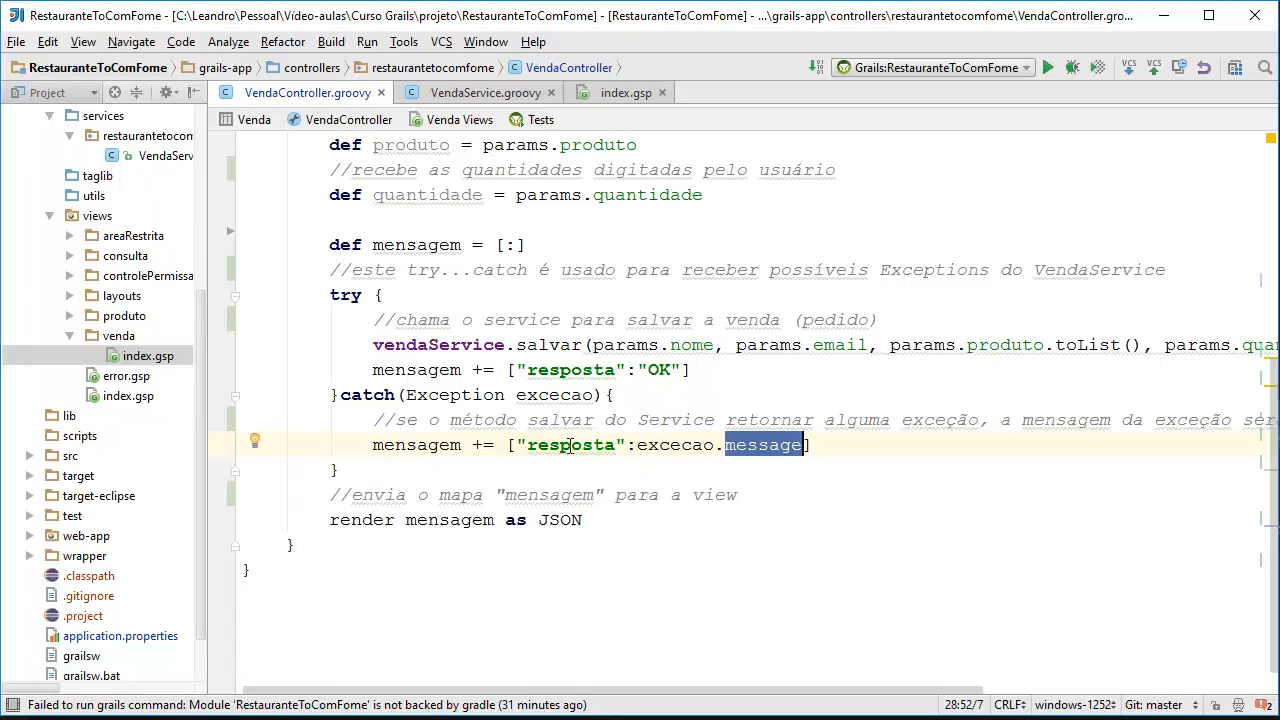 RestauranteToComFome - [C:\Leandro\Pessoal\Vídeo-aulas\Curso Grails\projeto\RestauranteToComFome] - [RestauranteToComFome] - ...\grails-app\controllers\restaurantetocomfome\VendaController.gro...
File Edit View Navigate Code Analyze Refactor Build Run Tools VCS Window Help
RestauranteToComFome grails-app controllers restaurantetocomfome VendaController Grails:RestauranteToComFome VCS VCS
Project VendaController.groovy VendaService.groovy index.gsp
Venda VendaController Venda Views Tests
services
restaurantetocom
VendaServ
taglib
utils
views
areaRestrita
consulta
controlePermissa
layouts
produto
venda
index.gsp
error.gsp
index.gsp
lib
scripts
src
target
target-eclipse
test
web-app
wrapper
.classpath
.gitignore
.project
application.properties
grailsw
grailsw.bat
def produto = params.produto
//recebe as quantidades digitadas pelo usuário
def quantidade = params.quantidade
def mensagem = [:]
//este try...catch é usado para receber possíveis Exceptions do VendaService
try {
//chama o service para salvar a venda (pedido)
vendaService.salvar(params.nome, params.email, params.produto.toList(), params.qua
mensagem += ["resposta":"OK"]
}catch(Exception excecao){
//se o método salvar do Service retornar alguma exceção, a mensagem da exceção ser
mensagem += ["resposta":excecao.message]
}
//envia o mapa "mensagem" para a view
render mensagem as JSON
}
}
Failed to run grails command: Module 'RestauranteToComFome' is not backed by gradle (31 minutes ago) 28:52/7 CRLF windows-1252 Git: master 2